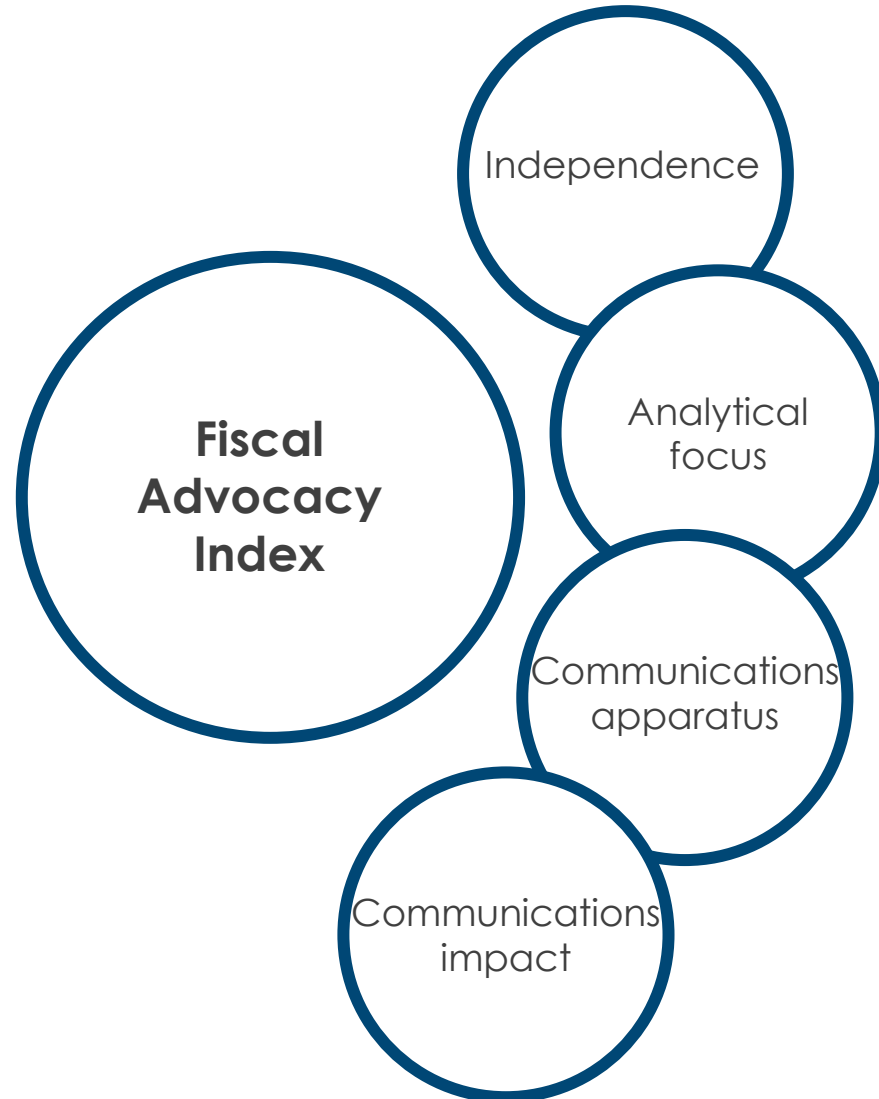 Fiscal
Advocacy
Index
Independence
Analytical
focus
Communications
apparatus
Communications
impact